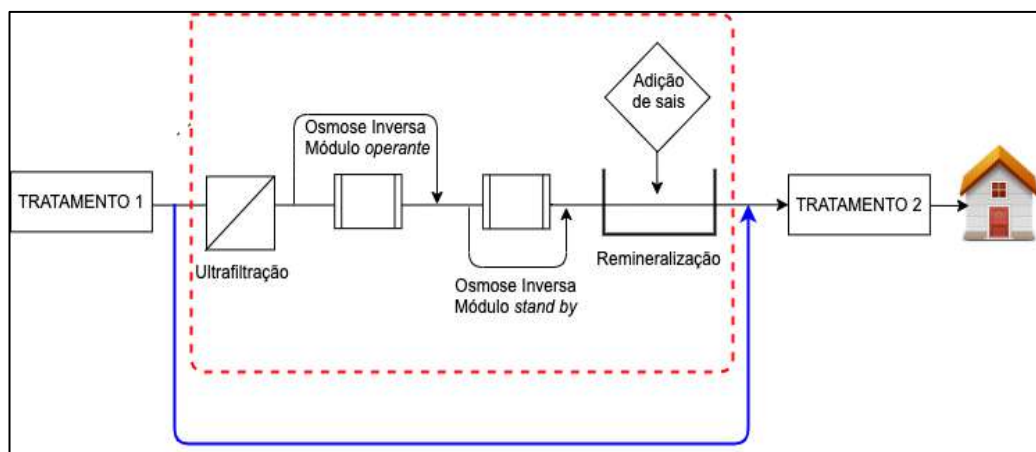 Adição
de sais
Osmose Inversa
Módulo operante
TRATAMENTO 1
TRATAMENTO 2
Ultrafiltração
Remineralização
Osmose Inversa
Módulo stand by